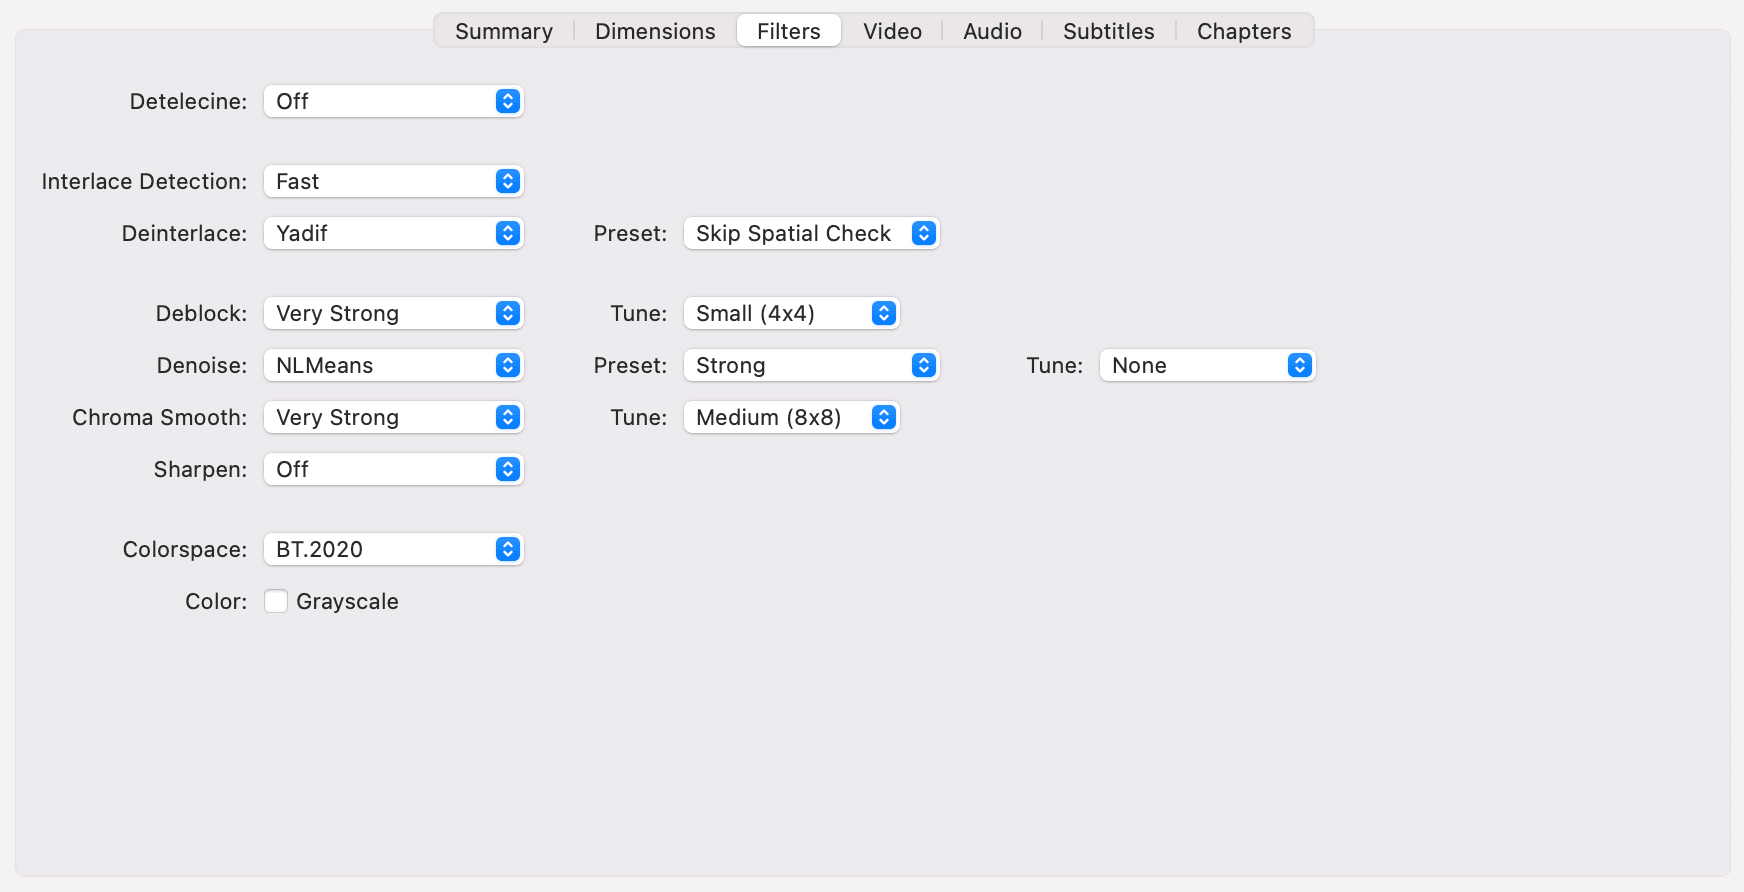 Summary Dimensions Filters Video Audio Subtitles Chapters
Detelecine: Off
Interlace Detection: Fast
Deinterlace: Yadif Preset: Skip Spatial Check
Deblock: Very Strong Tune: Small (4x4)
Denoise: NLMeans Preset: Strong Tune: None
Chroma Smooth: Very Strong Tune: Medium (8x8)
Sharpen: Off
Colorspace: BT.2020
Color: Grayscale